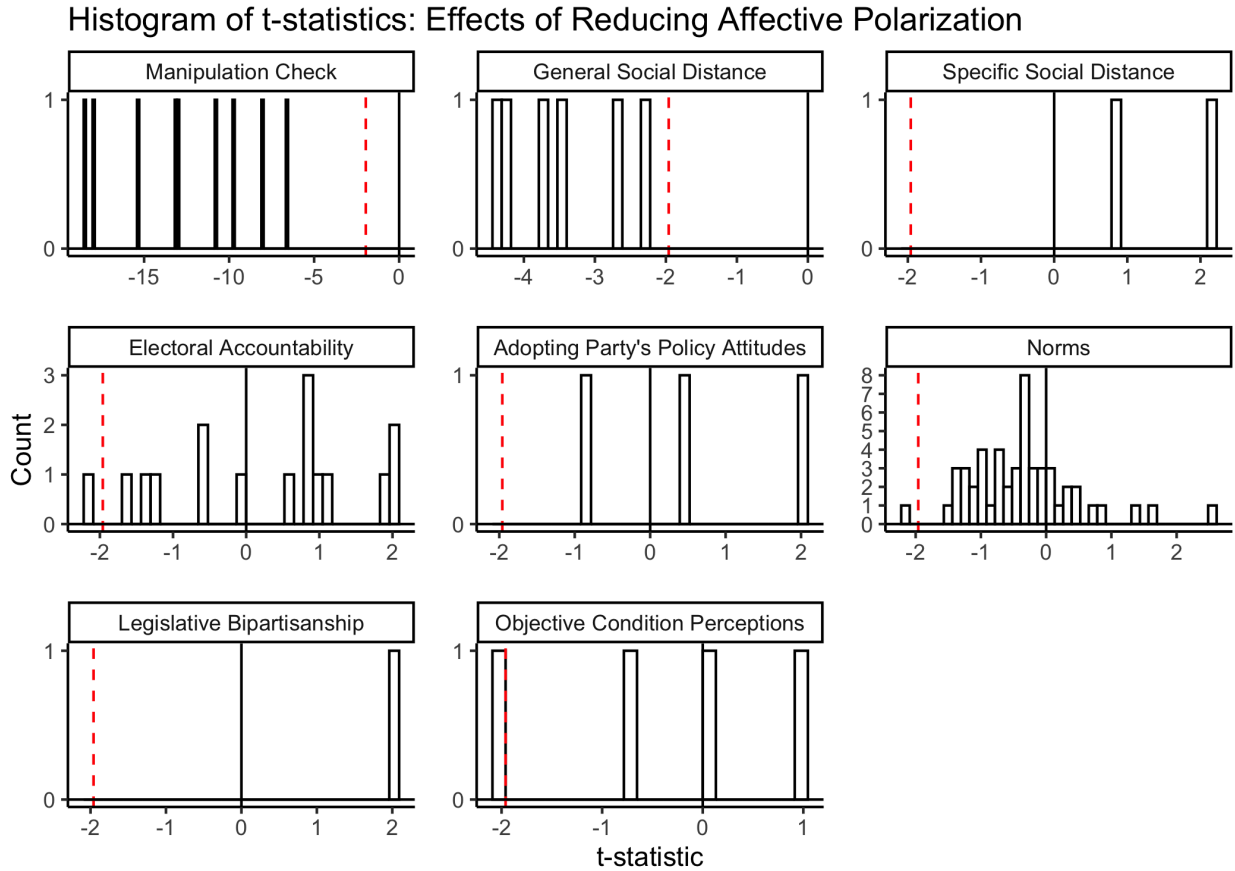 Histogram of t-statistics: Effects of Reducing Affective Polarization
Manipulation Check
General Social Distance
Specific Social Distance
1
0
-15 -10 -5 0
1
0
-4 -3 -2 -1 0
1
0
-2 -1 0 1 2
Electoral Accountability
Adopting Party's Policy Attitudes
Norms
Count
3
2
1
0
-2 -1 0 1 2
1
0
-2 -1 0 1 2
8
7
6
5
4
3
2
1
0
-2 -1 0 1 2
Legislative Bipartisanship
Objective Condition Perceptions
1
0
-2 -1 0 1 2
1
0
-2 -1 0 1
t-statistic